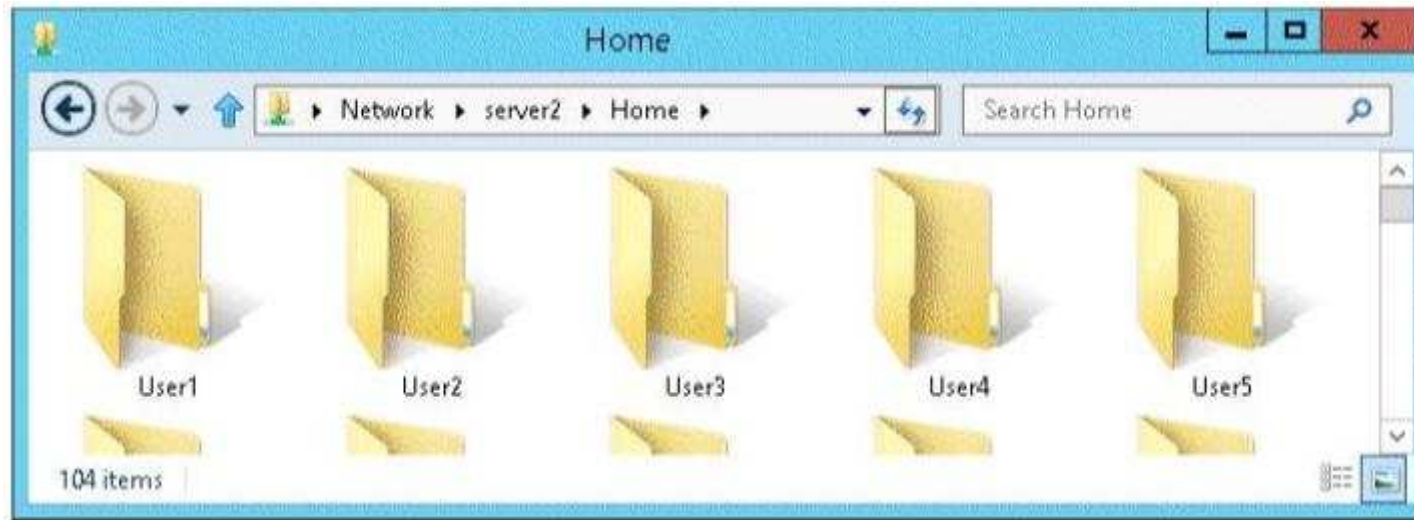 Home
Network server2 Home
Search Home
User1 User2 User3 User4 User5
104 items